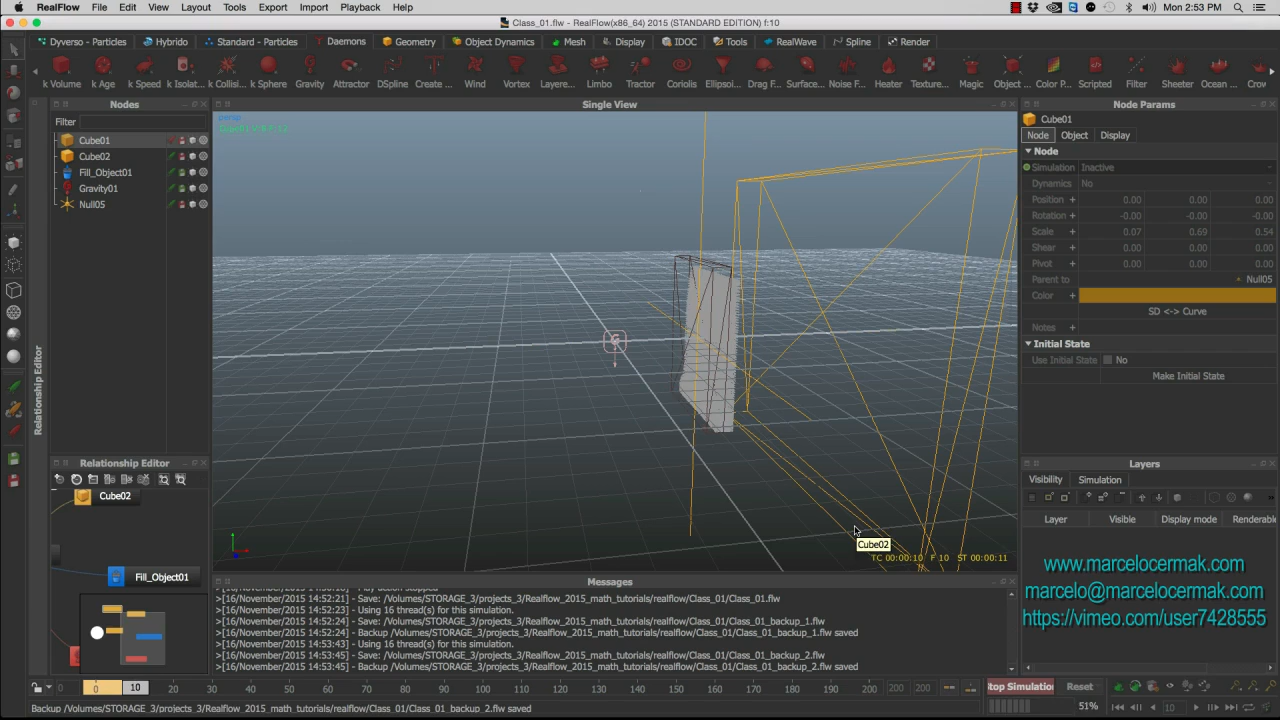 RealFlow File Edit View Layout Tools Export Import Playback Help Mon 2:53 PM
Class_01.flw - RealFlow(x86_64) 2015 (STANDARD EDITION) f:10
Dyverso - Particles Hybrido Standard - Particles Daemons Geometry Object Dynamics Mesh Display IDOC Tools RealWave Spline Render
k Volume k Age k Speed k Isolat... k Collisi... k Sphere Gravity Attractor DSpline Create ... Wind Vortex Layere... Limbo Tractor Coriolis Ellipsoi... Drag F... Surface... Noise F... Heater Texture... Magic Object ... Color P... Scripted Filter Sheeter Ocean ... Crow
Nodes Single View Node Params
Filter
persp
Cube01
Node Object Display
Node
Cube01
Cube02
Fill_Object01
Gravity01
Null05
Simulation Inactive
Dynamics No
Position 0.00 0.00 0.00
Rotation -0.00 -0.00 -0.00
Scale 0.07 0.69 0.54
Shear 0.00 0.00 0.00
Pivot 0.00 0.00 0.00
Parent to Null05
Color
SD <-> Curve
Notes
Initial State
Use Initial State No
Make Initial State
Relationship Editor
G
Relationship Editor
Cube02
Fill_Object01
Cube02
TC 00:00:10 F 10 ST 00:00:11
Layers
Visibility Simulation
Layer Visible Display mode Renderabl
www.marcelocermak.com
marcelo@marcelocermak.com
https://vimeo.com/user7428555
Messages
>[16/November/2015 14:52:21] - Save: /Volumes/STORAGE_3/projects_3/Realflow_2015_math_tutorials/realflow/Class_01/Class_01.flw
>[16/November/2015 14:52:23] - Using 16 thread(s) for this simulation.
>[16/November/2015 14:52:24] - Save: /Volumes/STORAGE_3/projects_3/Realflow_2015_math_tutorials/realflow/Class_01/Class_01_backup_1.flw
>[16/November/2015 14:52:24] - Backup /Volumes/STORAGE_3/projects_3/Realflow_2015_math_tutorials/realflow/Class_01/Class_01_backup_1.flw saved
>[16/November/2015 14:53:43] - Using 16 thread(s) for this simulation.
>[16/November/2015 14:53:45] - Save: /Volumes/STORAGE_3/projects_3/Realflow_2015_math_tutorials/realflow/Class_01/Class_01_backup_2.flw
>[16/November/2015 14:53:45] - Backup /Volumes/STORAGE_3/projects_3/Realflow_2015_math_tutorials/realflow/Class_01/Class_01_backup_2.flw saved
0 0 10 20 30 40 50 60 70 80 90 100 110 120 130 140 150 160 170 180 190 200 200 200 Stop Simulation Reset
Backup /Volumes/STORAGE_3/projects_3/Realflow_2015_math_tutorials/realflow/Class_01/Class_01_backup_2.flw saved 51% 10